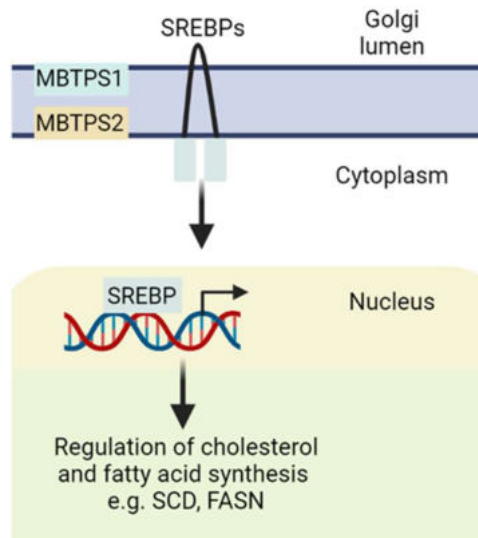 SREBPs
Golgi
lumen
MBTPS1
MBTPS2
Cytoplasm
SREBP
Nucleus
Regulation of cholesterol
and fatty acid synthesis
e.g. SCD, FASN